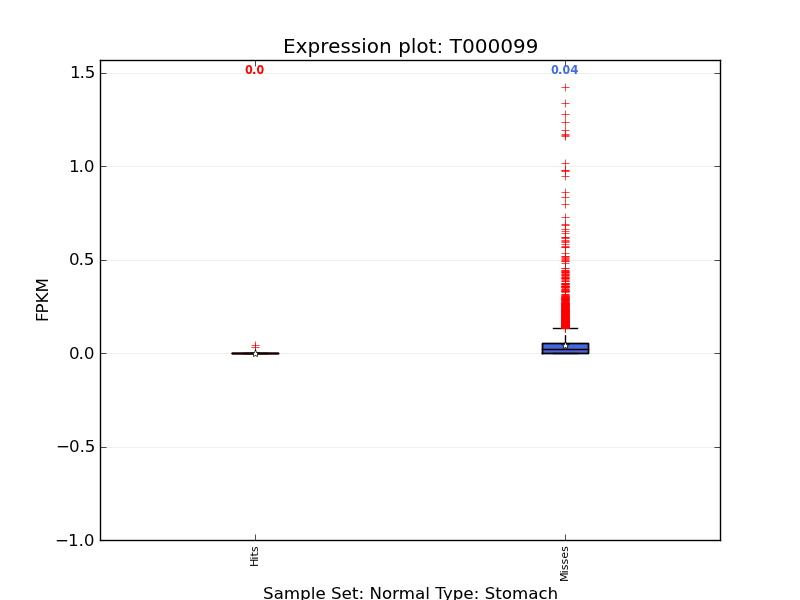 Expression plot: T000099
0.0
0.04
1.5
1.0
0.5
0.0
−0.5
−1.0
FPKM
Hits
Misses
Sample Set: Normal Type: Stomach